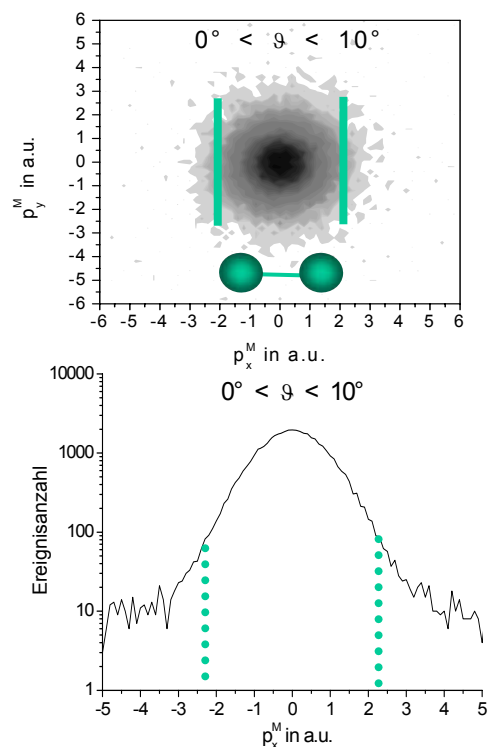 0° < ϑ < 10°
6
5
4
3
2
1
0
-1
-2
-3
-4
-5
-6
p_y^M in a.u.
-6 -5 -4 -3 -2 -1 0 1 2 3 4 5 6
p_x^M in a.u.
0° < ϑ < 10°
10000
1000
100
10
1
Ereignisanzahl
-5 -4 -3 -2 -1 0 1 2 3 4 5
p_x^M in a.u.